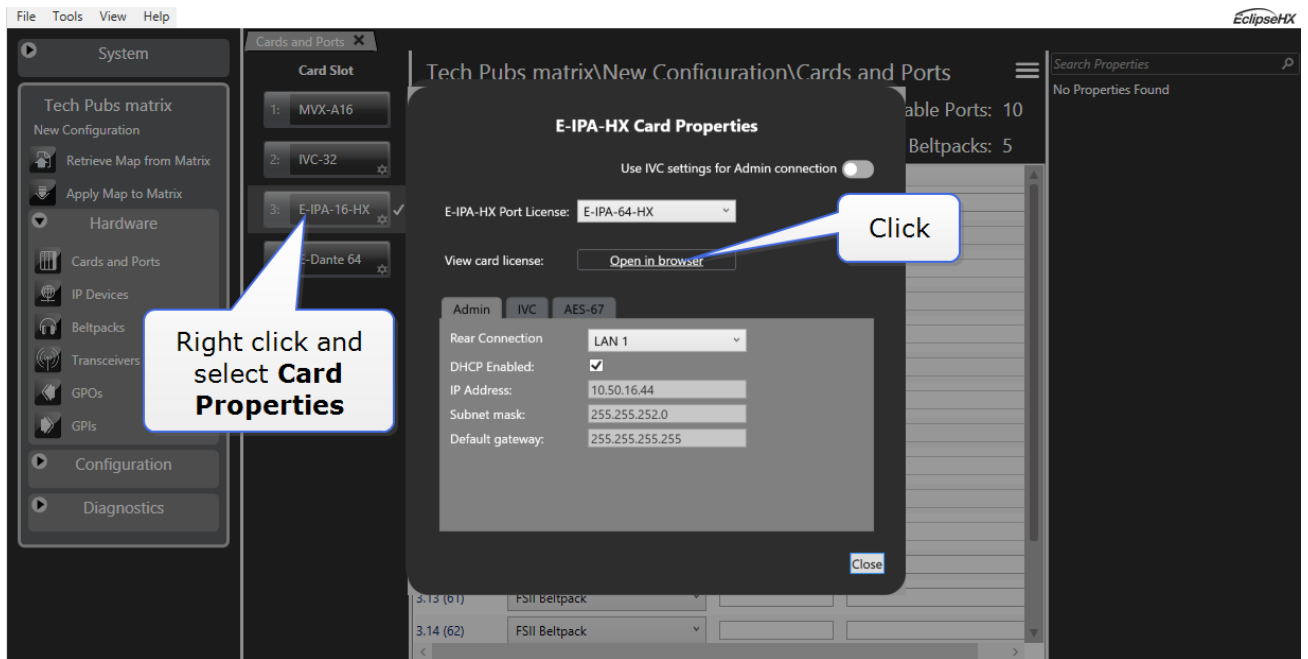 File Tools View Help
EclipseHX
System
Tech Pubs matrix
New Configuration
Retrieve Map from Matrix
Apply Map to Matrix
Hardware
Cards and Ports
IP Devices
Beltpacks
Transceivers
GPOs
GPIs
Configuration
Diagnostics
Cards and Ports
Card Slot
1: MVX-A16
2: IVC-32
3: E-IPA-16-HX
E-Dante 64
Right click and
select Card
Properties
Tech Pubs matrix\New Configuration\Cards and Ports
able Ports: 10
Beltpacks: 5
E-IPA-HX Card Properties
Use IVC settings for Admin connection
E-IPA-HX Port License: E-IPA-64-HX
View card license: Open in browser
Click
Admin IVC AES-67
Rear Connection LAN 1
DHCP Enabled:
IP Address: 10.50.16.44
Subnet mask: 255.255.252.0
Default gateway: 255.255.255.255
Close
3.13 (61) FSII Beltpack
3.14 (62) FSII Beltpack
Search Properties
No Properties Found